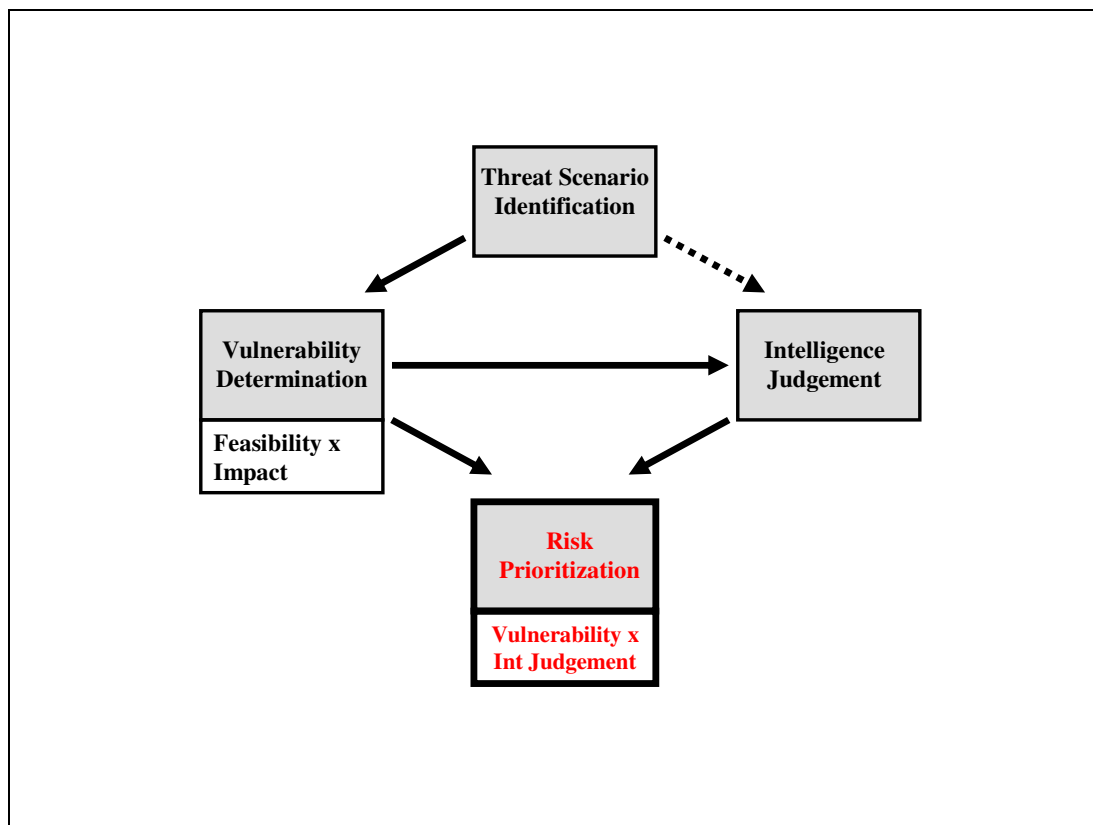 Threat Scenario
Identification
Vulnerability
Determination
Feasibility x
Impact
Intelligence
Judgement
Risk
Prioritization
Vulnerability x
Int Judgement